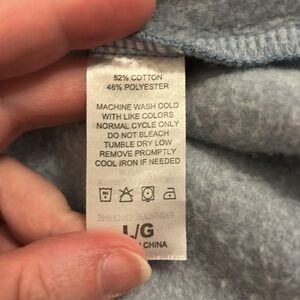 52% COTTON
48% POLYESTER
MACHINE WASH COLD
WITH LIKE COLORS
NORMAL CYCLE ONLY
DO NOT BLEACH
TUMBLE DRY LOW
REMOVE PROMPTLY
COOL IRON IF NEEDED
L/G
CHINA